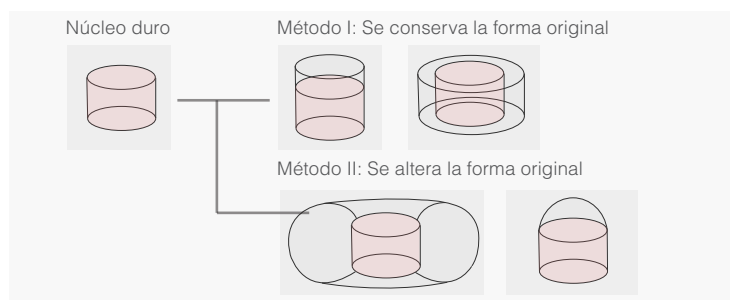 Núcleo duro
Método I: Se conserva la forma original
Método II: Se altera la forma original